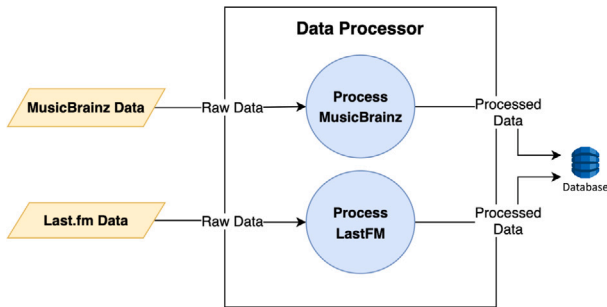 Data Processor
MusicBrainz Data
Raw Data
Process
MusicBrainz
Processed
Data
Database
Last.fm Data
Raw Data
Process
LastFM
Processed
Data